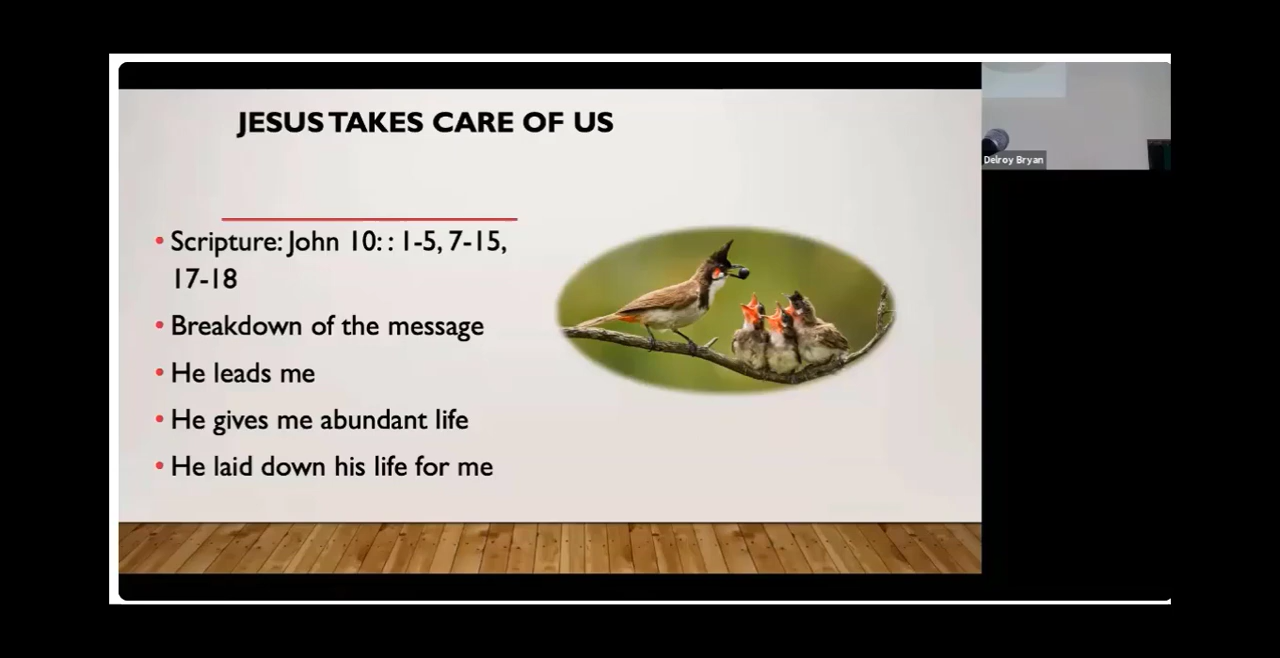 JESUS TAKES CARE OF US
• Scripture: John 10: : 1-5, 7-15,
17-18
• Breakdown of the message
• He leads me
• He gives me abundant life
• He laid down his life for me
Delroy Bryan